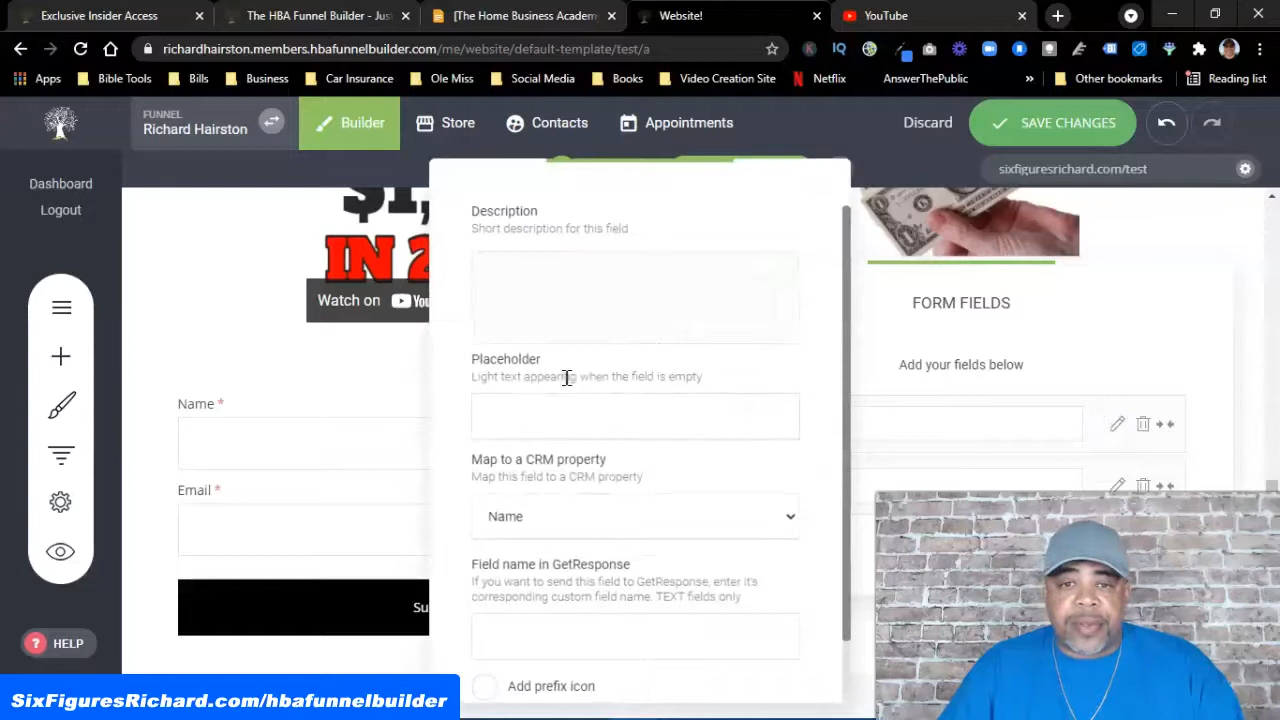 Exclusive Insider Access
The HBA Funnel Builder - Jus
[The Home Business Academy
Website!
YouTube
richardhairston.members.hbafunnelbuilder.com/me/website/default-template/test/a
Apps
Bible Tools
Bills
Business
Car Insurance
Ole Miss
Social Media
Books
Video Creation Site
Netflix
AnswerThePublic
Other bookmarks
Reading list
FUNNEL
Richard Hairston
Builder
Store
Contacts
Appointments
Discard
SAVE CHANGES
sixfiguresrichard.com/test
Dashboard
Logout
HELP
$1,
IN 2
Watch on
You
Name *
Email *
Su
Description
Short description for this field
Placeholder
Light text appearing when the field is empty
Map to a CRM property
Map this field to a CRM property
Name
Field name in GetResponse
If you want to send this field to GetResponse, enter it's
corresponding custom field name. TEXT fields only
Add prefix icon
FORM FIELDS
Add your fields below
SixFiguresRichard.com/hbafunnelbuilder